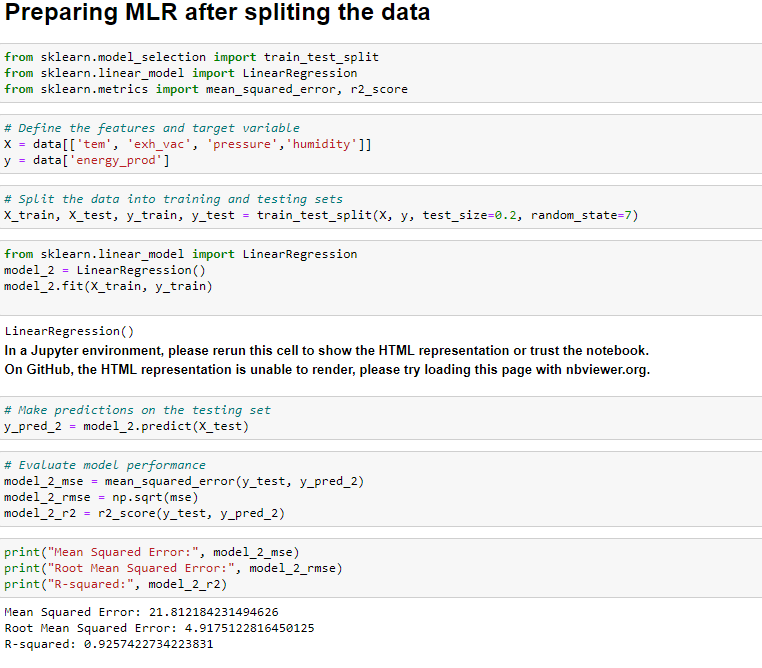 Preparing MLR after spliting the data
from sklearn.model_selection import train_test_split
from sklearn.linear_model import LinearRegression
from sklearn.metrics import mean_squared_error, r2_score
# Define the features and target variable
X = data[['tem', 'exh_vac', 'pressure','humidity']]
y = data['energy_prod']
# Split the data into training and testing sets
X_train, X_test, y_train, y_test = train_test_split(X, y, test_size=0.2, random_state=7)
from sklearn.linear_model import LinearRegression
model_2 = LinearRegression()
model_2.fit(X_train, y_train)
LinearRegression()
In a Jupyter environment, please rerun this cell to show the HTML representation or trust the notebook.
On GitHub, the HTML representation is unable to render, please try loading this page with nbviewer.org.
# Make predictions on the testing set
y_pred_2 = model_2.predict(X_test)
# Evaluate model performance
model_2_mse = mean_squared_error(y_test, y_pred_2)
model_2_rmse = np.sqrt(mse)
model_2_r2 = r2_score(y_test, y_pred_2)
print("Mean Squared Error:", model_2_mse)
print("Root Mean Squared Error:", model_2_rmse)
print("R-squared:", model_2_r2)
Mean Squared Error: 21.812184231494626
Root Mean Squared Error: 4.9175122816450125
R-squared: 0.9257422734223831